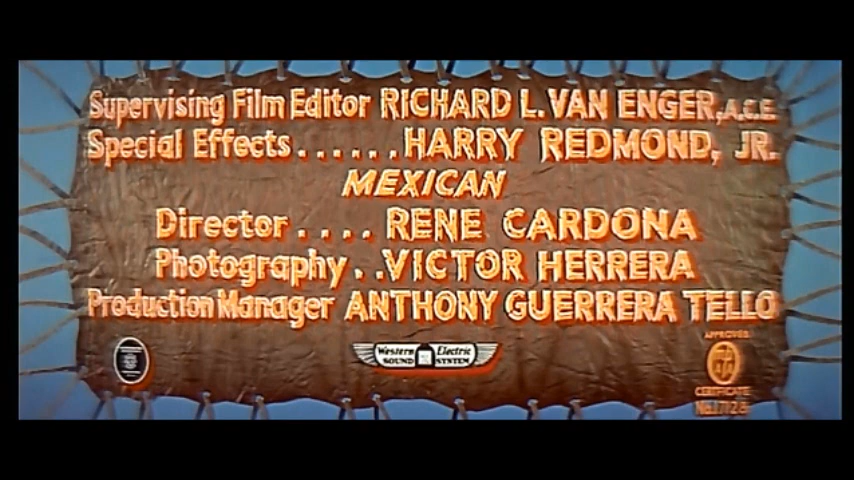 Supervising Film Editor RICHARD L. VAN ENGER, A.C.E.
Special Effects ......HARRY REDMOND, JR.
MEXICAN
Director .... RENE CARDONA
Photography ..VICTOR HERRERA
Production Manager ANTHONY GUERRERA TELLO
Western Electric
SOUND SYSTEM
APPROVED
CERTIFICATE